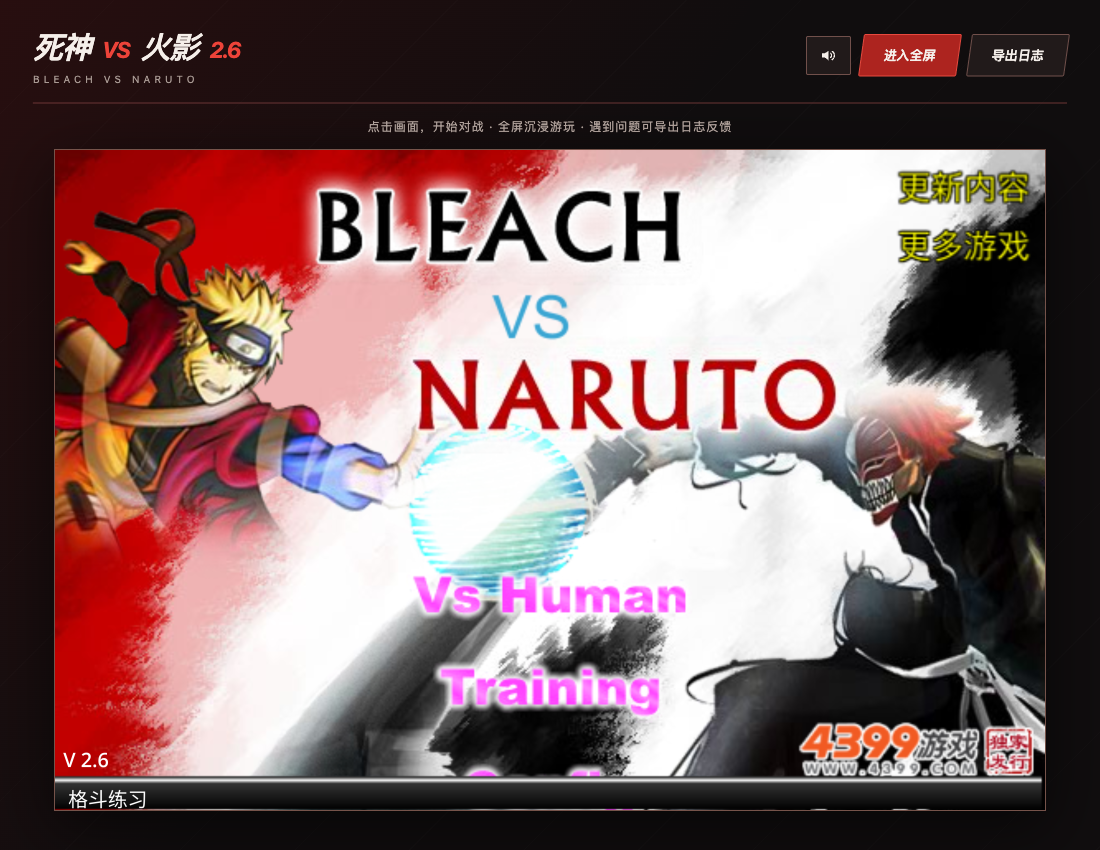 死神 VS 火影 2.6
BLEACH VS NARUTO
进入全屏
导出日志
点击画面，开始对战 · 全屏沉浸游玩 · 遇到问题可导出日志反馈
BLEACH
VS
NARUTO
更新内容
更多游戏
Vs Human
Training
V 2.6
4399游戏
WWW.4399.COM
独家
发行
格斗练习